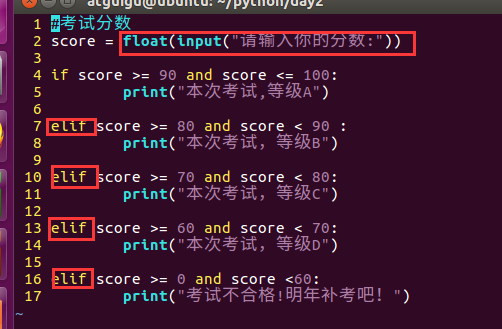 atguigu@ubuntu: ~/python/day2
1 #考试分数
2 score = float(input("请输入你的分数:"))
3
4 if score >= 90 and score <= 100:
5 print("本次考试,等级A")
6
7 elif score >= 80 and score < 90 :
8 print("本次考试，等级B")
9
10 elif score >= 70 and score < 80:
11 print("本次考试，等级C")
12
13 elif score >= 60 and score < 70:
14 print("本次考试，等级D")
15
16 elif score >= 0 and score <60:
17 print("考试不合格!明年补考吧！")
~